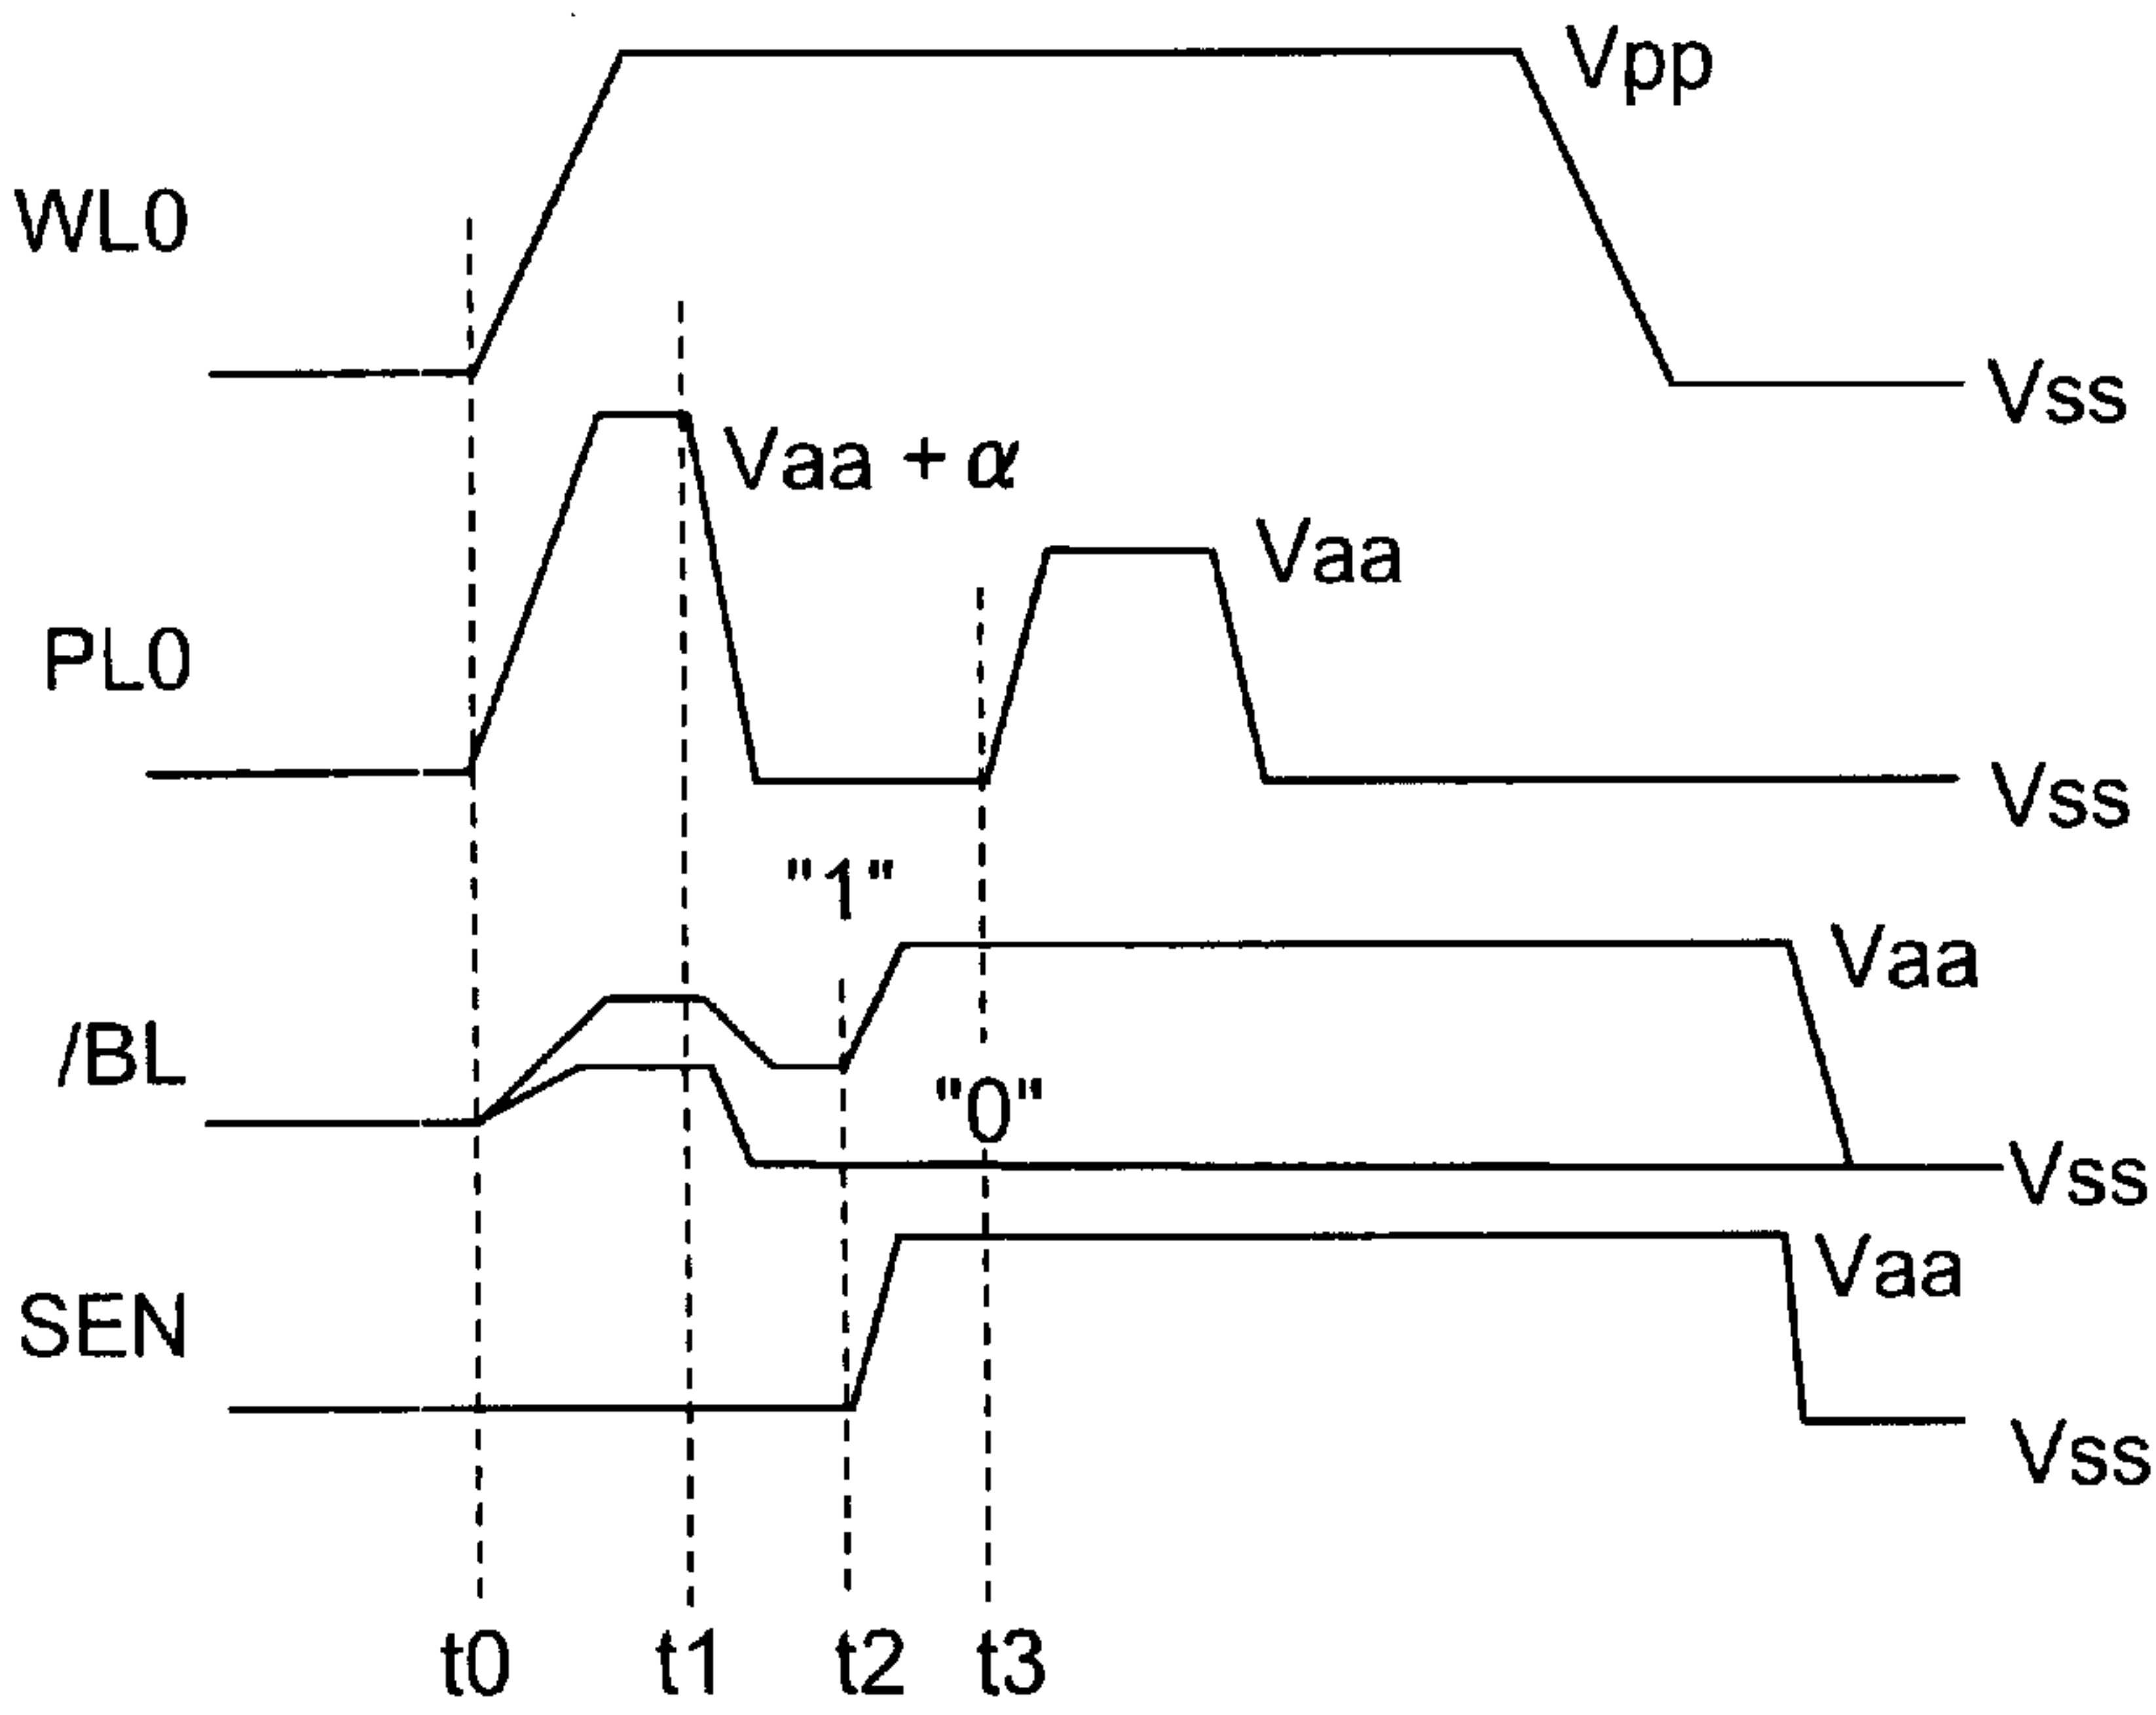 Vpp
WL0
Vss
Vaa + α
Vaa
PL0
Vss
"1"
Vaa
/BL
"0"
Vss
Vaa
SEN
Vss
t0 t1 t2 t3